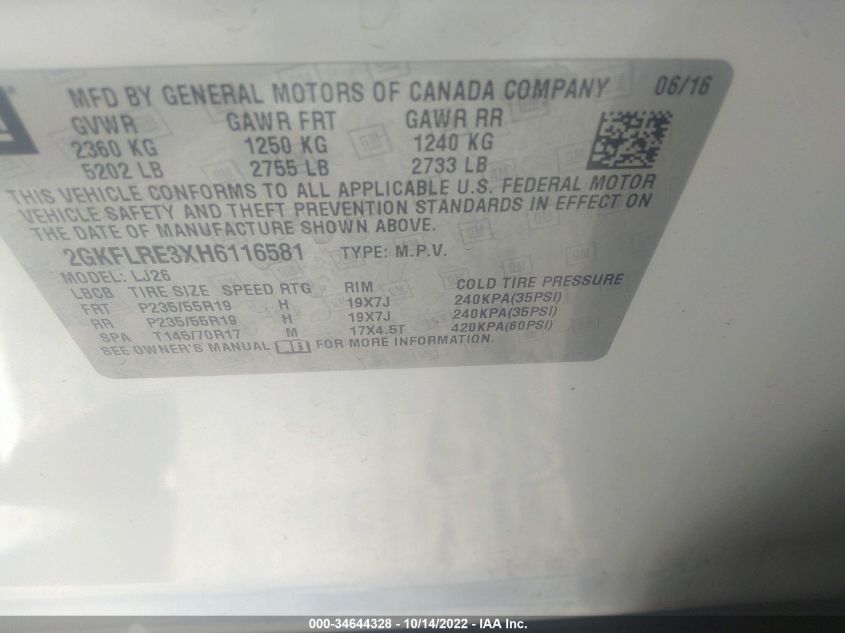 MFD BY GENERAL MOTORS OF CANADA COMPANY 06/16
GVWR GAWR FRT GAWR RR
2360 KG 1250 KG 1240 KG
5202 LB 2755 LB 2733 LB
THIS VEHICLE CONFORMS TO ALL APPLICABLE U.S. FEDERAL MOTOR
VEHICLE SAFETY AND THEFT PREVENTION STANDARDS IN EFFECT ON
THE DATE OF MANUFACTURE SHOWN ABOVE.
2GKFLRE3XH6116581 TYPE: M.P.V.
MODEL: LJ26
LBCB TIRE SIZE SPEED RTG RIM COLD TIRE PRESSURE
FRT P235/55R19 H 19X7J 240KPA(35PSI)
RR P235/55R19 H 19X7J 240KPA(35PSI)
SPA T145/70R17 M 17X4.5T 420KPA(60PSI)
SEE OWNER'S MANUAL FOR MORE INFORMATION.
000-34644328 - 10/14/2022 - IAA Inc.